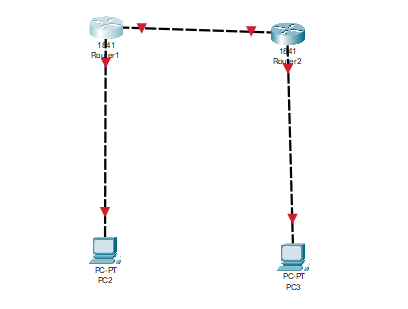 1841
Router1
1841
Router2
PC-PT
PC2
PC-PT
PC3